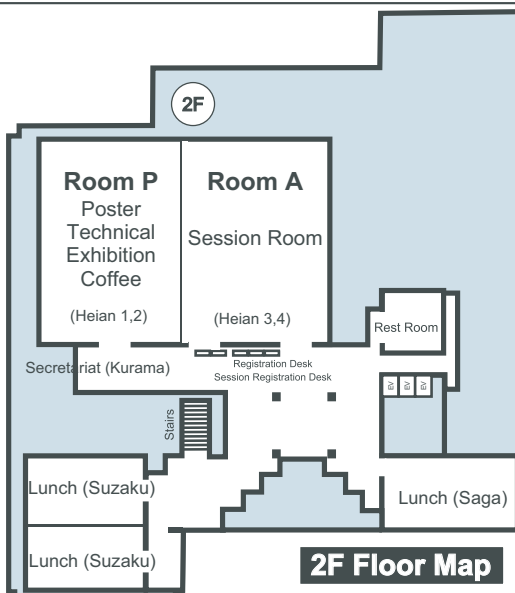 2F
Room P
Poster
Technical
Exhibition
Coffee
(Heian 1,2)
Room A
Session Room
(Heian 3,4)
Rest Room
Secretariat (Kurama)
Registration Desk
Session Registration Desk
EV
EV
EV
Stairs
Lunch (Suzaku)
Lunch (Saga)
Lunch (Suzaku)
2F Floor Map